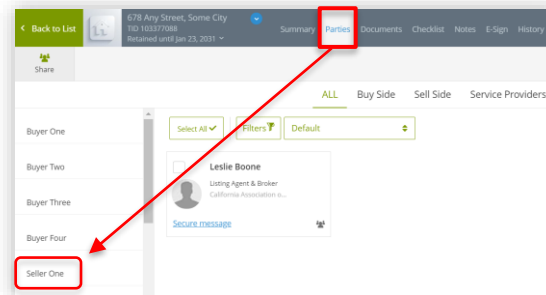 < Back to List
678 Any Street, Some City
TID 103377088
Retained until Jan 23, 2031
Summary Parties Documents Checklist Notes E-Sign History
Share
ALL Buy Side Sell Side Service Providers
Buyer One
Buyer Two
Buyer Three
Buyer Four
Seller One
Select All
Filters
Default
Leslie Boone
Listing Agent & Broker
California Association o...
Secure message